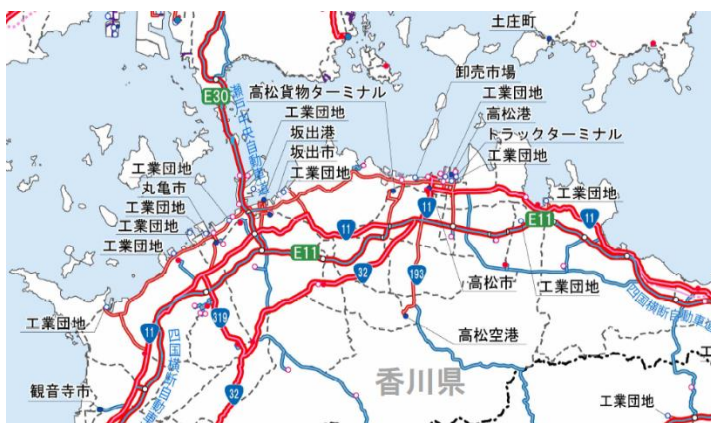 土庄町
卸売市場
高松貨物ターミナル
工業団地
E30
瀬戸中央自動車道
工業団地
高松港
坂出港
トラックターミナル
坂出市
工業団地
工業団地
工業団地
丸亀市
工業団地
工業団地
工業団地
11
11
E11
11
E11
32
193
高松市
工業団地
四国横断自動車道
工業団地
11
319
高松空港
四国横断自動
32
香川県
観音寺市
工業団地